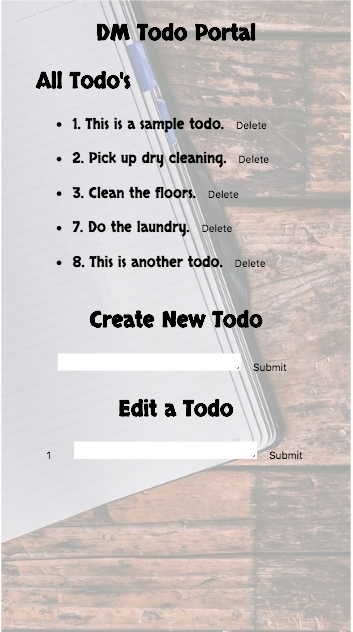 DM Todo Portal
All Todo's
1. This is a sample todo. Delete
2. Pick up dry cleaning. Delete
3. Clean the floors. Delete
7. Do the laundry. Delete
8. This is another todo. Delete
Create New Todo
Submit
Edit a Todo
1 Submit